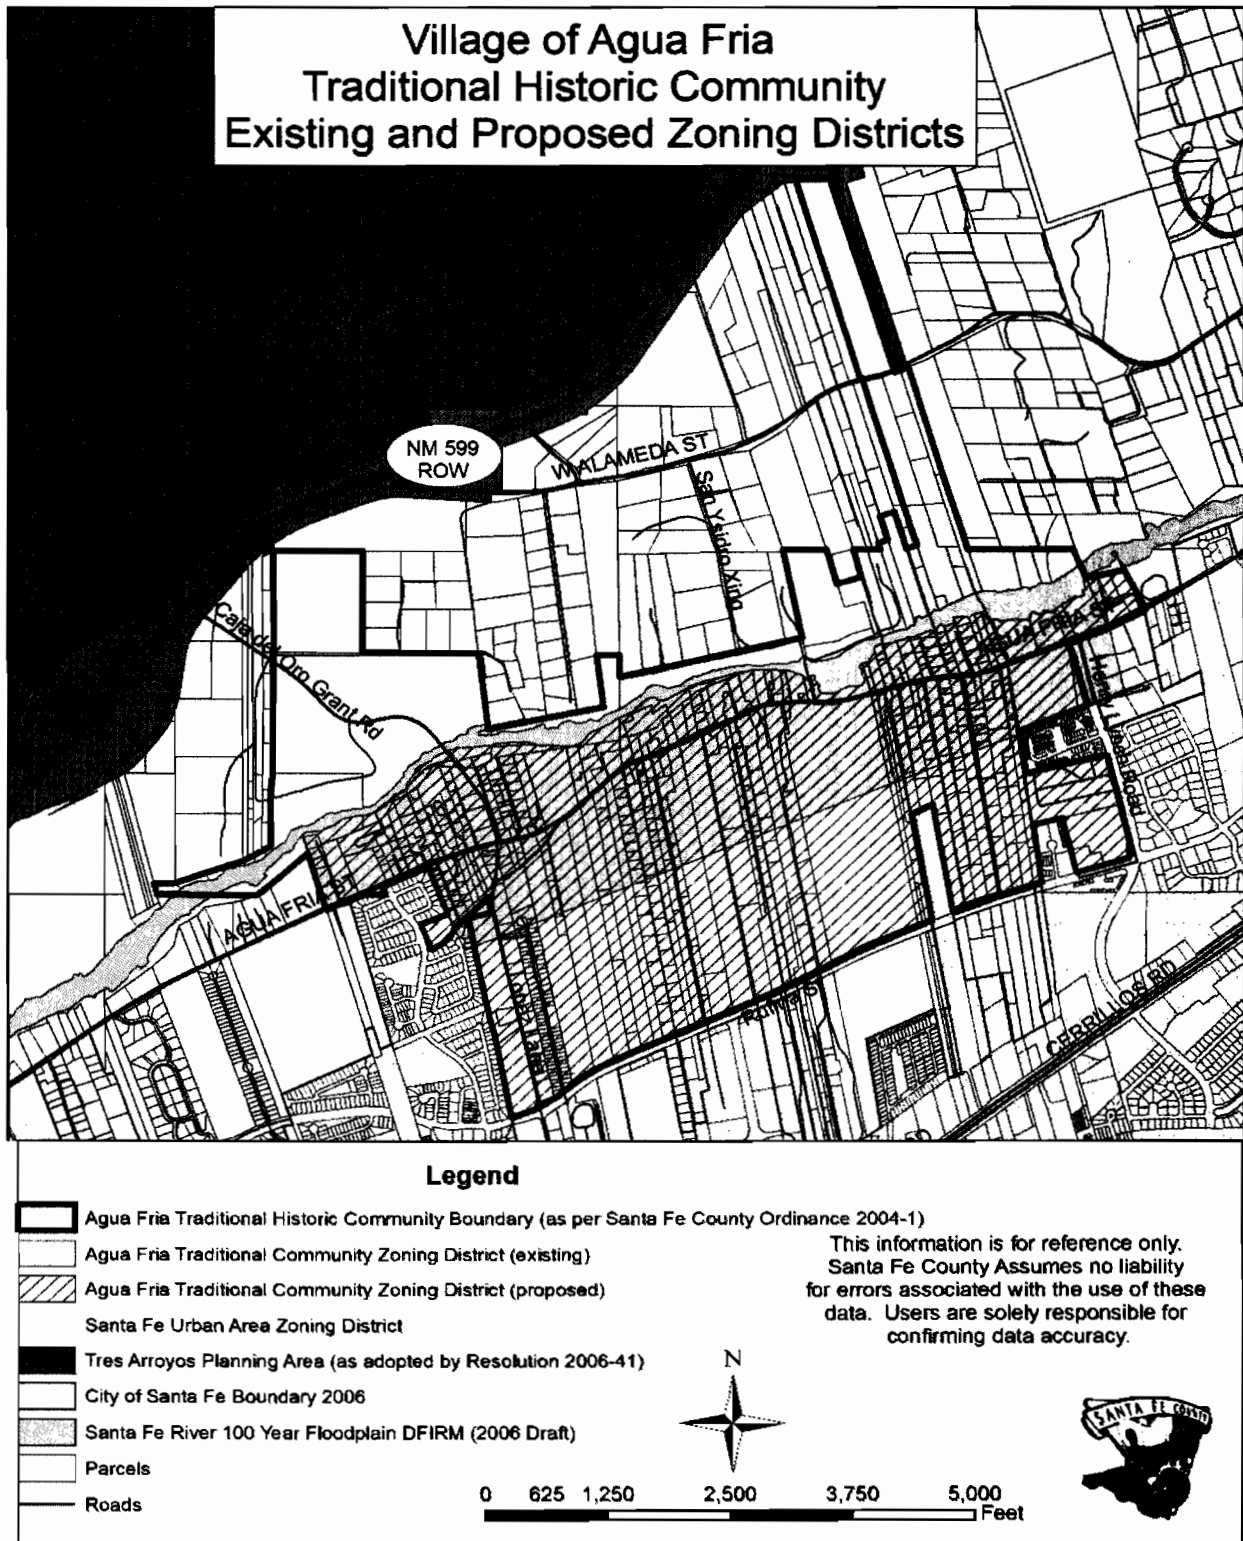 Village of Agua Fria
Traditional Historic Community
Existing and Proposed Zoning Districts
NM 599
ROW
W ALAMEDA ST
San Ysidro Xing
Caja del Oro Grant Rd
AGUA FRIA ST
Henry Lynch Road
AGUA FRIA ST
Lopez Lane
Rufina St
CERRILLOS RD
Legend
Agua Fria Traditional Historic Community Boundary (as per Santa Fe County Ordinance 2004-1)
Agua Fria Traditional Community Zoning District (existing)
Agua Fria Traditional Community Zoning District (proposed)
Santa Fe Urban Area Zoning District
Tres Arroyos Planning Area (as adopted by Resolution 2006-41)
City of Santa Fe Boundary 2006
Santa Fe River 100 Year Floodplain DFIRM (2006 Draft)
Parcels
Roads
This information is for reference only.
Santa Fe County Assumes no liability
for errors associated with the use of these
data. Users are solely responsible for
confirming data accuracy.
N
0 625 1,250 2,500 3,750 5,000
Feet
SANTA FE COUNTY